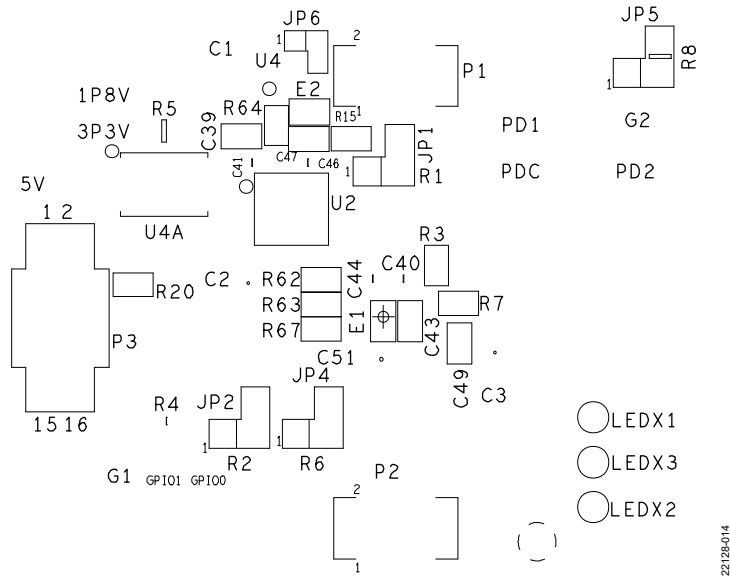 JP6
JP5
C1
U4
1
2
P1
R8
1
1P8V
E2
R5
R64
R15
1
3P3V
C39
C47
C46
C41
JP1
PD1
G2
1
R1
PDC
PD2
5V
1 2
U4A
U2
R3
R20
C2
R62
C44
C40
R63
R7
P3
R67
E1
C43
C51
JP4
C49
C3
R4
JP2
15 16
1
1
LEDX1
R2
R6
LEDX3
G1
GPIO1
GPIO0
P2
2
LEDX2
1
22128-014